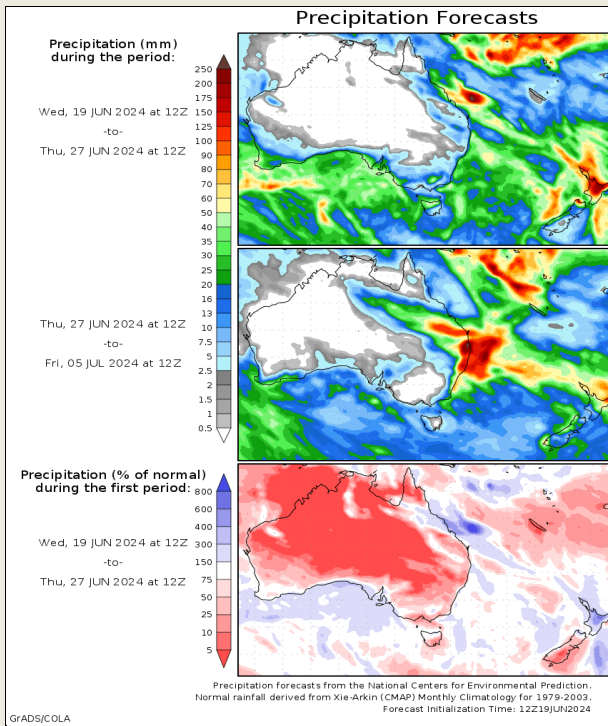 Precipitation Forecasts
Precipitation (mm)
during the period:
Wed, 19 JUN 2024 at 12Z
-to-
Thu, 27 JUN 2024 at 12Z
250
200
175
150
125
100
90
80
70
60
50
40
35
30
25
20
16
13
10
7.5
5
2.5
2
1.5
1
0.5
Thu, 27 JUN 2024 at 12Z
-to-
Fri, 05 JUL 2024 at 12Z
Precipitation (% of normal)
during the first period:
Wed, 19 JUN 2024 at 12Z
-to-
Thu, 27 JUN 2024 at 12Z
800
600
400
300
150
75
50
25
10
5
Precipitation forecasts from the National Centers for Environmental Prediction.
Normal rainfall derived from Xie-Arkin (CMAP) Monthly Climatology for 1979-2003.
Forecast Initialization Time: 12Z19JUN2024
GrADS/COLA